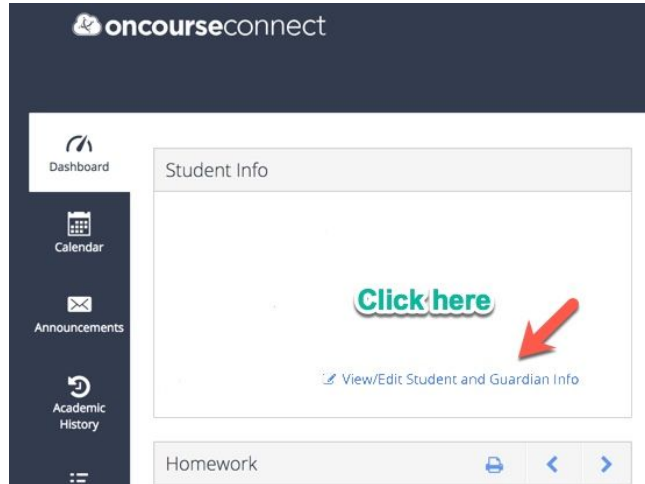 oncourseconnect
Dashboard
Student Info
Calendar
Click here
Announcements
View/Edit Student and Guardian Info
Academic
History
Homework